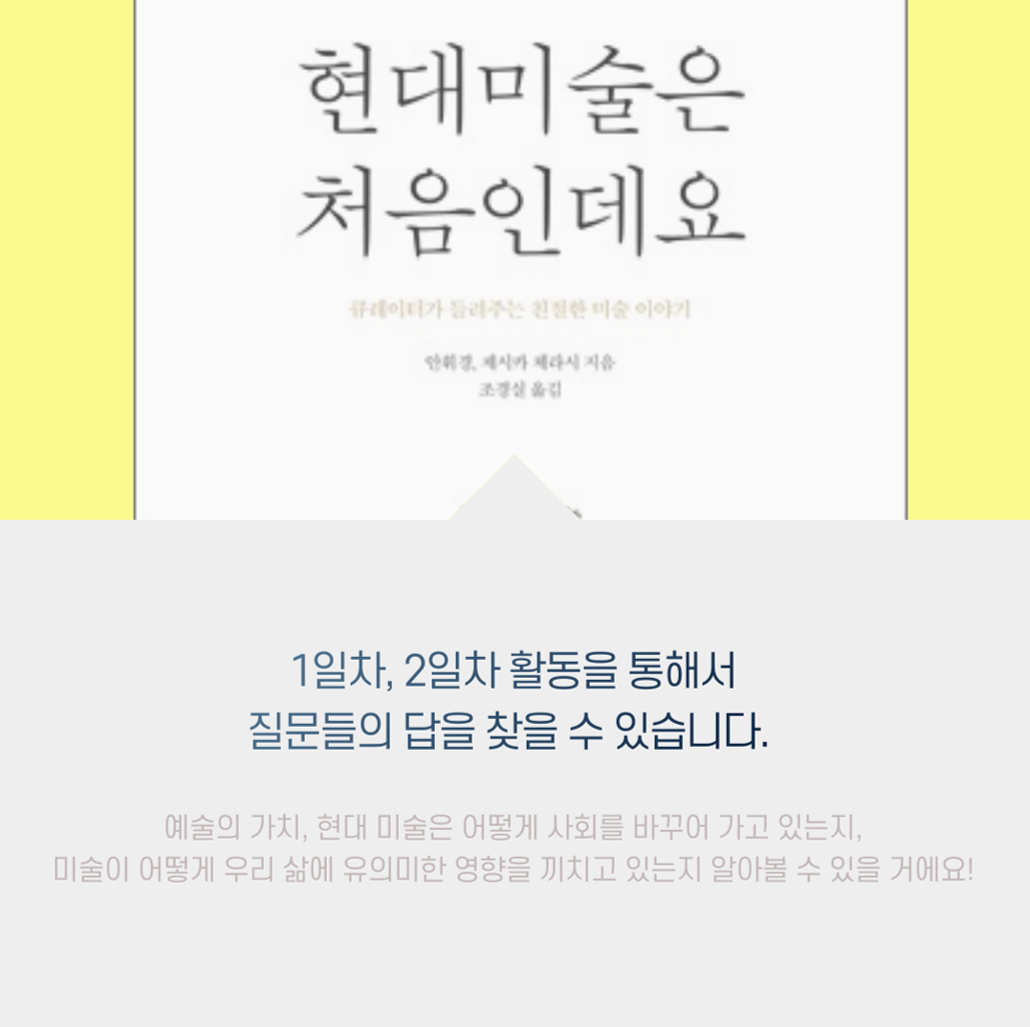 현대미술은
처음인데요
큐레이터가 들려주는 친절한 미술 이야기
안휘경, 제시카 체라시 지음
조경실 옮김
1일차, 2일차 활동을 통해서
질문들의 답을 찾을 수 있습니다.
예술의 가치, 현대 미술은 어떻게 사회를 바꾸어 가고 있는지,
미술이 어떻게 우리 삶에 유의미한 영향을 끼치고 있는지 알아볼 수 있을 거에요!